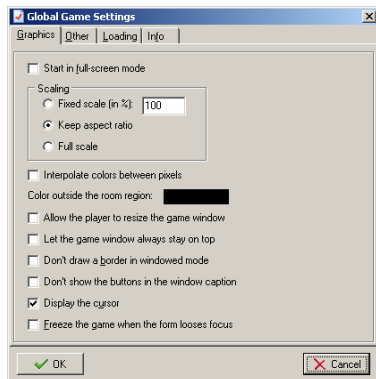 Global Game Settings
Graphics Other Loading Info
Start in full-screen mode
Scaling
Fixed scale (in %): 100
Keep aspect ratio
Full scale
Interpolate colors between pixels
Color outside the room region:
Allow the player to resize the game window
Let the game window always stay on top
Don't draw a border in windowed mode
Don't show the buttons in the window caption
Display the cursor
Freeze the game when the form looses focus
OK Cancel